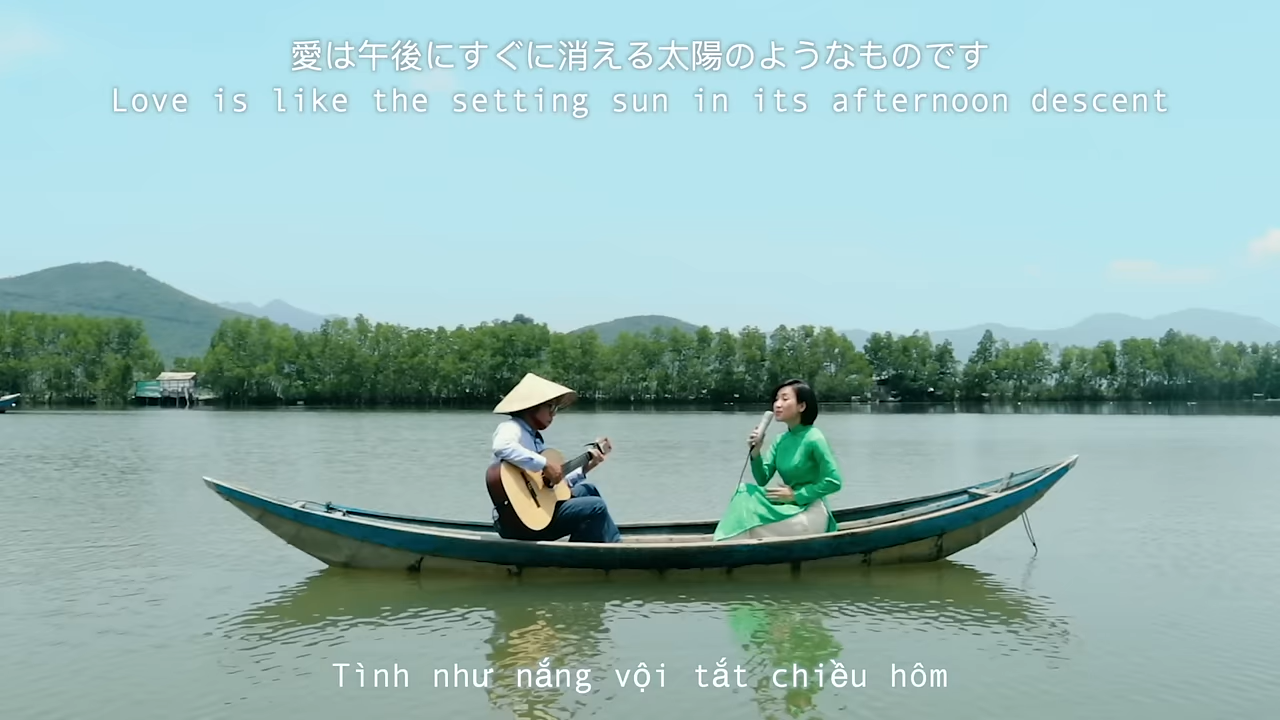 愛は午後にすぐに消える太陽のようなものです
Love is like the setting sun in its afternoon descent
Tình như nắng vội tắt chiều hôm